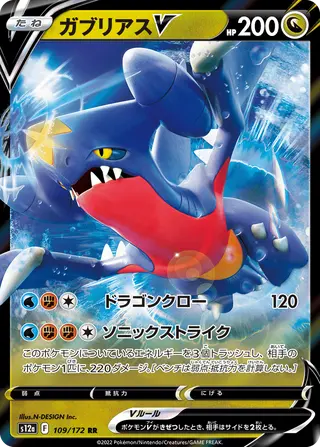 たね ガブリアスV HP200
ドラゴンクロー 120
ソニックストライク
このポケモンについているエネルギーを3個トラッシュし、相手の
ポケモン1匹に、220ダメージ。[ベンチは弱点・抵抗力を計算しない。]
弱点 抵抗力 にげる
Illus.N-DESIGN Inc.
s12a F 109/172 RR
Vルール
ポケモンVがきぜつしたとき、相手はサイドを2枚とる。
©2022 Pokémon/Nintendo/Creatures/GAME FREAK.